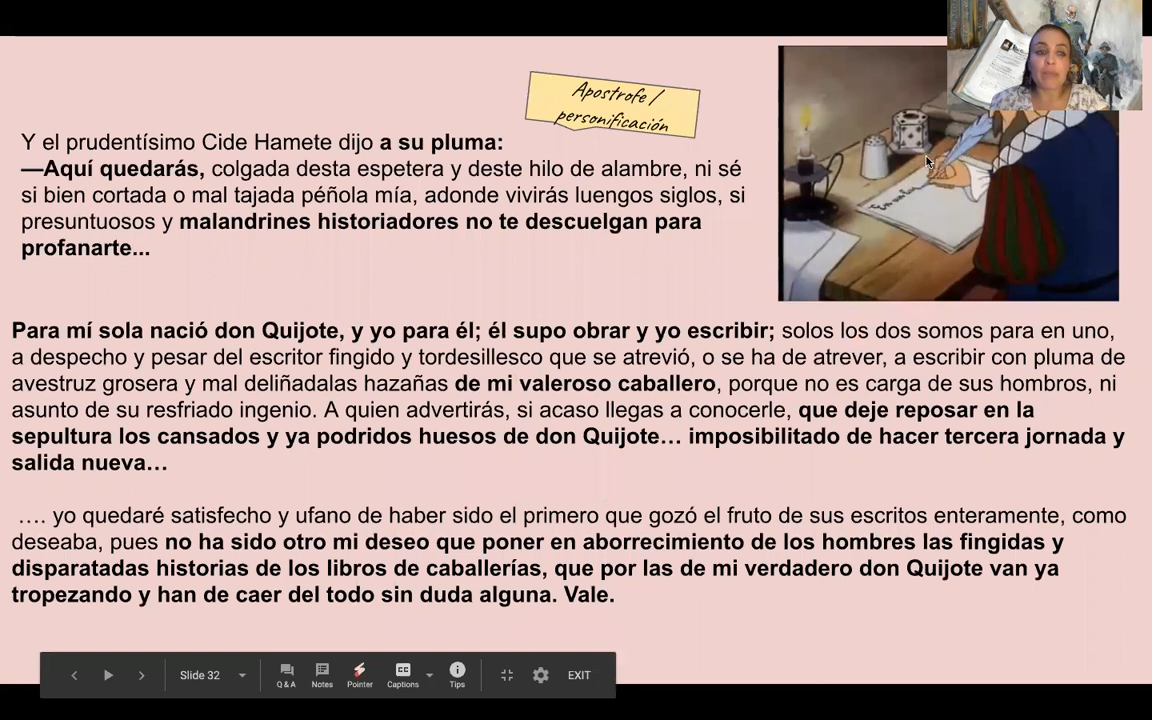 Apostrofe /
personificación
Y el prudentísimo Cide Hamete dijo a su pluma:
—Aquí quedarás, colgada desta espetera y deste hilo de alambre, ni sé
si bien cortada o mal tajada péñola mía, adonde vivirás luengos siglos, si
presuntuosos y malandrines historiadores no te descuelgan para
profanarte...
Para mí sola nació don Quijote, y yo para él; él supo obrar y yo escribir; solos los dos somos para en uno,
a despecho y pesar del escritor fingido y tordesillesco que se atrevió, o se ha de atrever, a escribir con pluma de
avestruz grosera y mal deliñadalas hazañas de mi valeroso caballero, porque no es carga de sus hombros, ni
asunto de su resfriado ingenio. A quien advertirás, si acaso llegas a conocerle, que deje reposar en la
sepultura los cansados y ya podridos huesos de don Quijote… imposibilitado de hacer tercera jornada y
salida nueva…
…. yo quedaré satisfecho y ufano de haber sido el primero que gozó el fruto de sus escritos enteramente, como
deseaba, pues no ha sido otro mi deseo que poner en aborrecimiento de los hombres las fingidas y
disparatadas historias de los libros de caballerías, que por las de mi verdadero don Quijote van ya
tropezando y han de caer del todo sin duda alguna. Vale.
En un
Slide 32
Q & A
Notes
Pointer
CC
Captions
Tips
EXIT